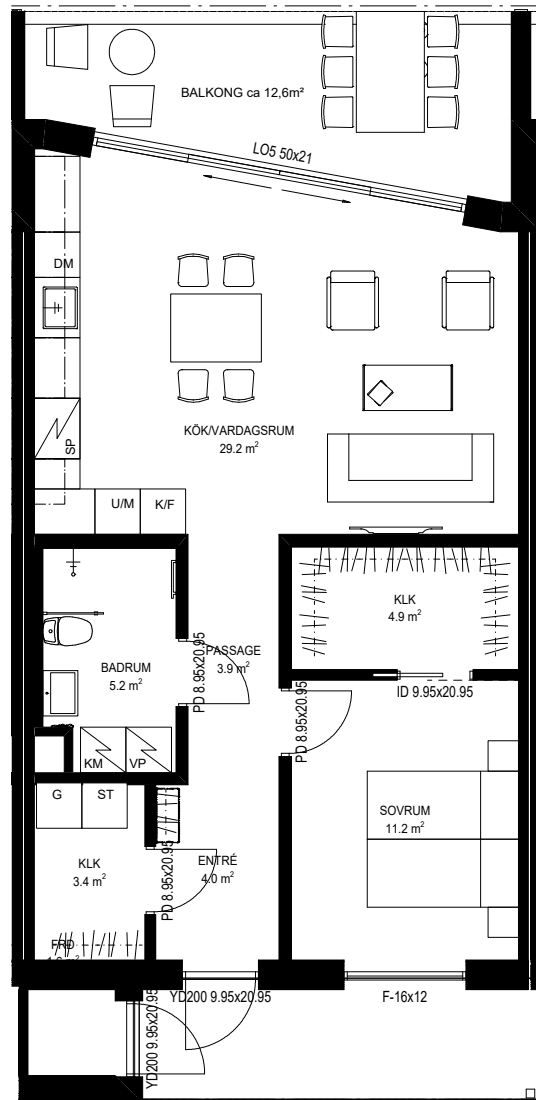 BALKONG ca 12,6m²
LO5 50x21
DM
SP
KÖK/VARDAGSRUM
29.2 m²
U/M
K/F
KLK
4.9 m²
PASSAGE
3.9 m²
BADRUM
5.2 m²
PD 8.95x20.95
ID 9.95x20.95
PD 8.95x20.95
KM
VP
G
ST
SOVRUM
11.2 m²
KLK
3.4 m²
ENTRÉ
4.0 m²
PD 8.95x20.95
FRD
YD200 9.95x20.95
F-16x12
YD200 9.95x20.95